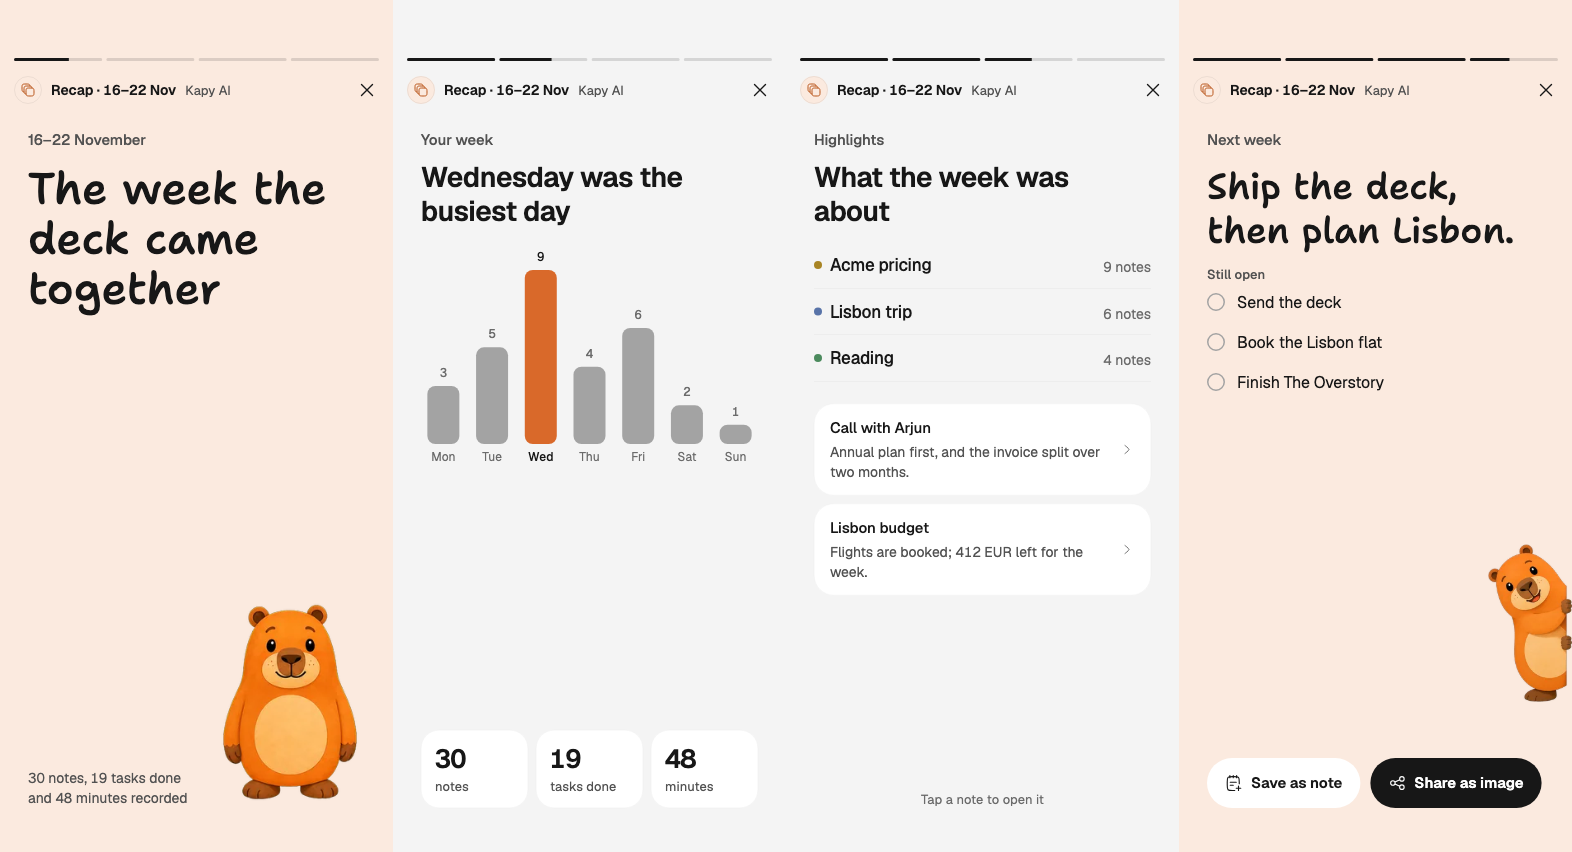 Recap · 16–22 Nov Kapy AI
16–22 November
The week the
deck came
together
30 notes, 19 tasks done
and 48 minutes recorded
Recap · 16–22 Nov Kapy AI
Your week
Wednesday was the
busiest day
9
6
5
4
3
2
1
Mon Tue Wed Thu Fri Sat Sun
30 19 48
notes tasks done minutes
Recap · 16–22 Nov Kapy AI
Highlights
What the week was
about
Acme pricing 9 notes
Lisbon trip 6 notes
Reading 4 notes
Call with Arjun
Annual plan first, and the invoice split over
two months.
Lisbon budget
Flights are booked; 412 EUR left for the
week.
Tap a note to open it
Recap · 16–22 Nov Kapy AI
Next week
Ship the deck,
then plan Lisbon.
Still open
Send the deck
Book the Lisbon flat
Finish The Overstory
Save as note Share as image